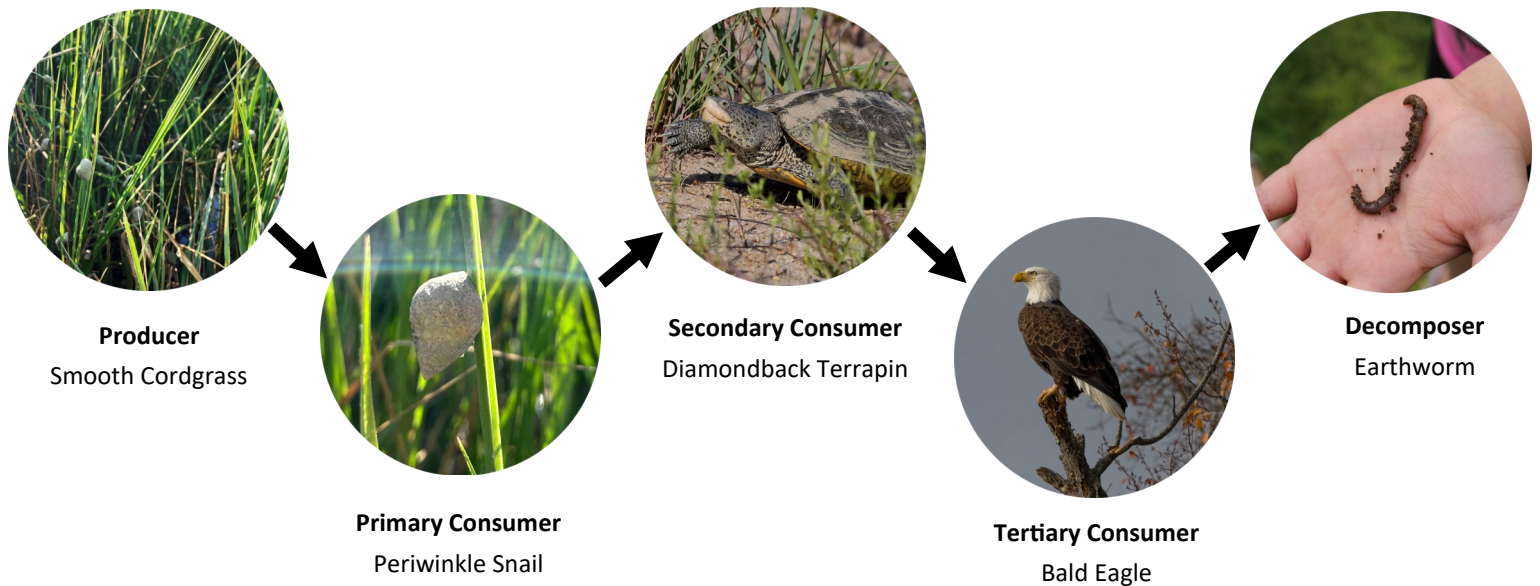 Producer
Smooth Cordgrass
Primary Consumer
Periwinkle Snail
Secondary Consumer
Diamondback Terrapin
Tertiary Consumer
Bald Eagle
Decomposer
Earthworm